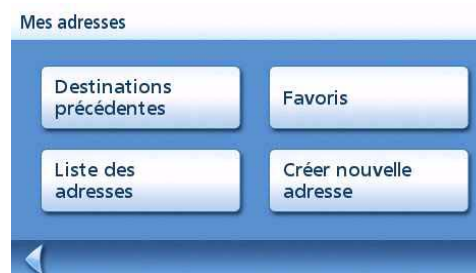 Mes adresses
Destinations
précédentes
Favoris
Liste des
adresses
Créer nouvelle
adresse